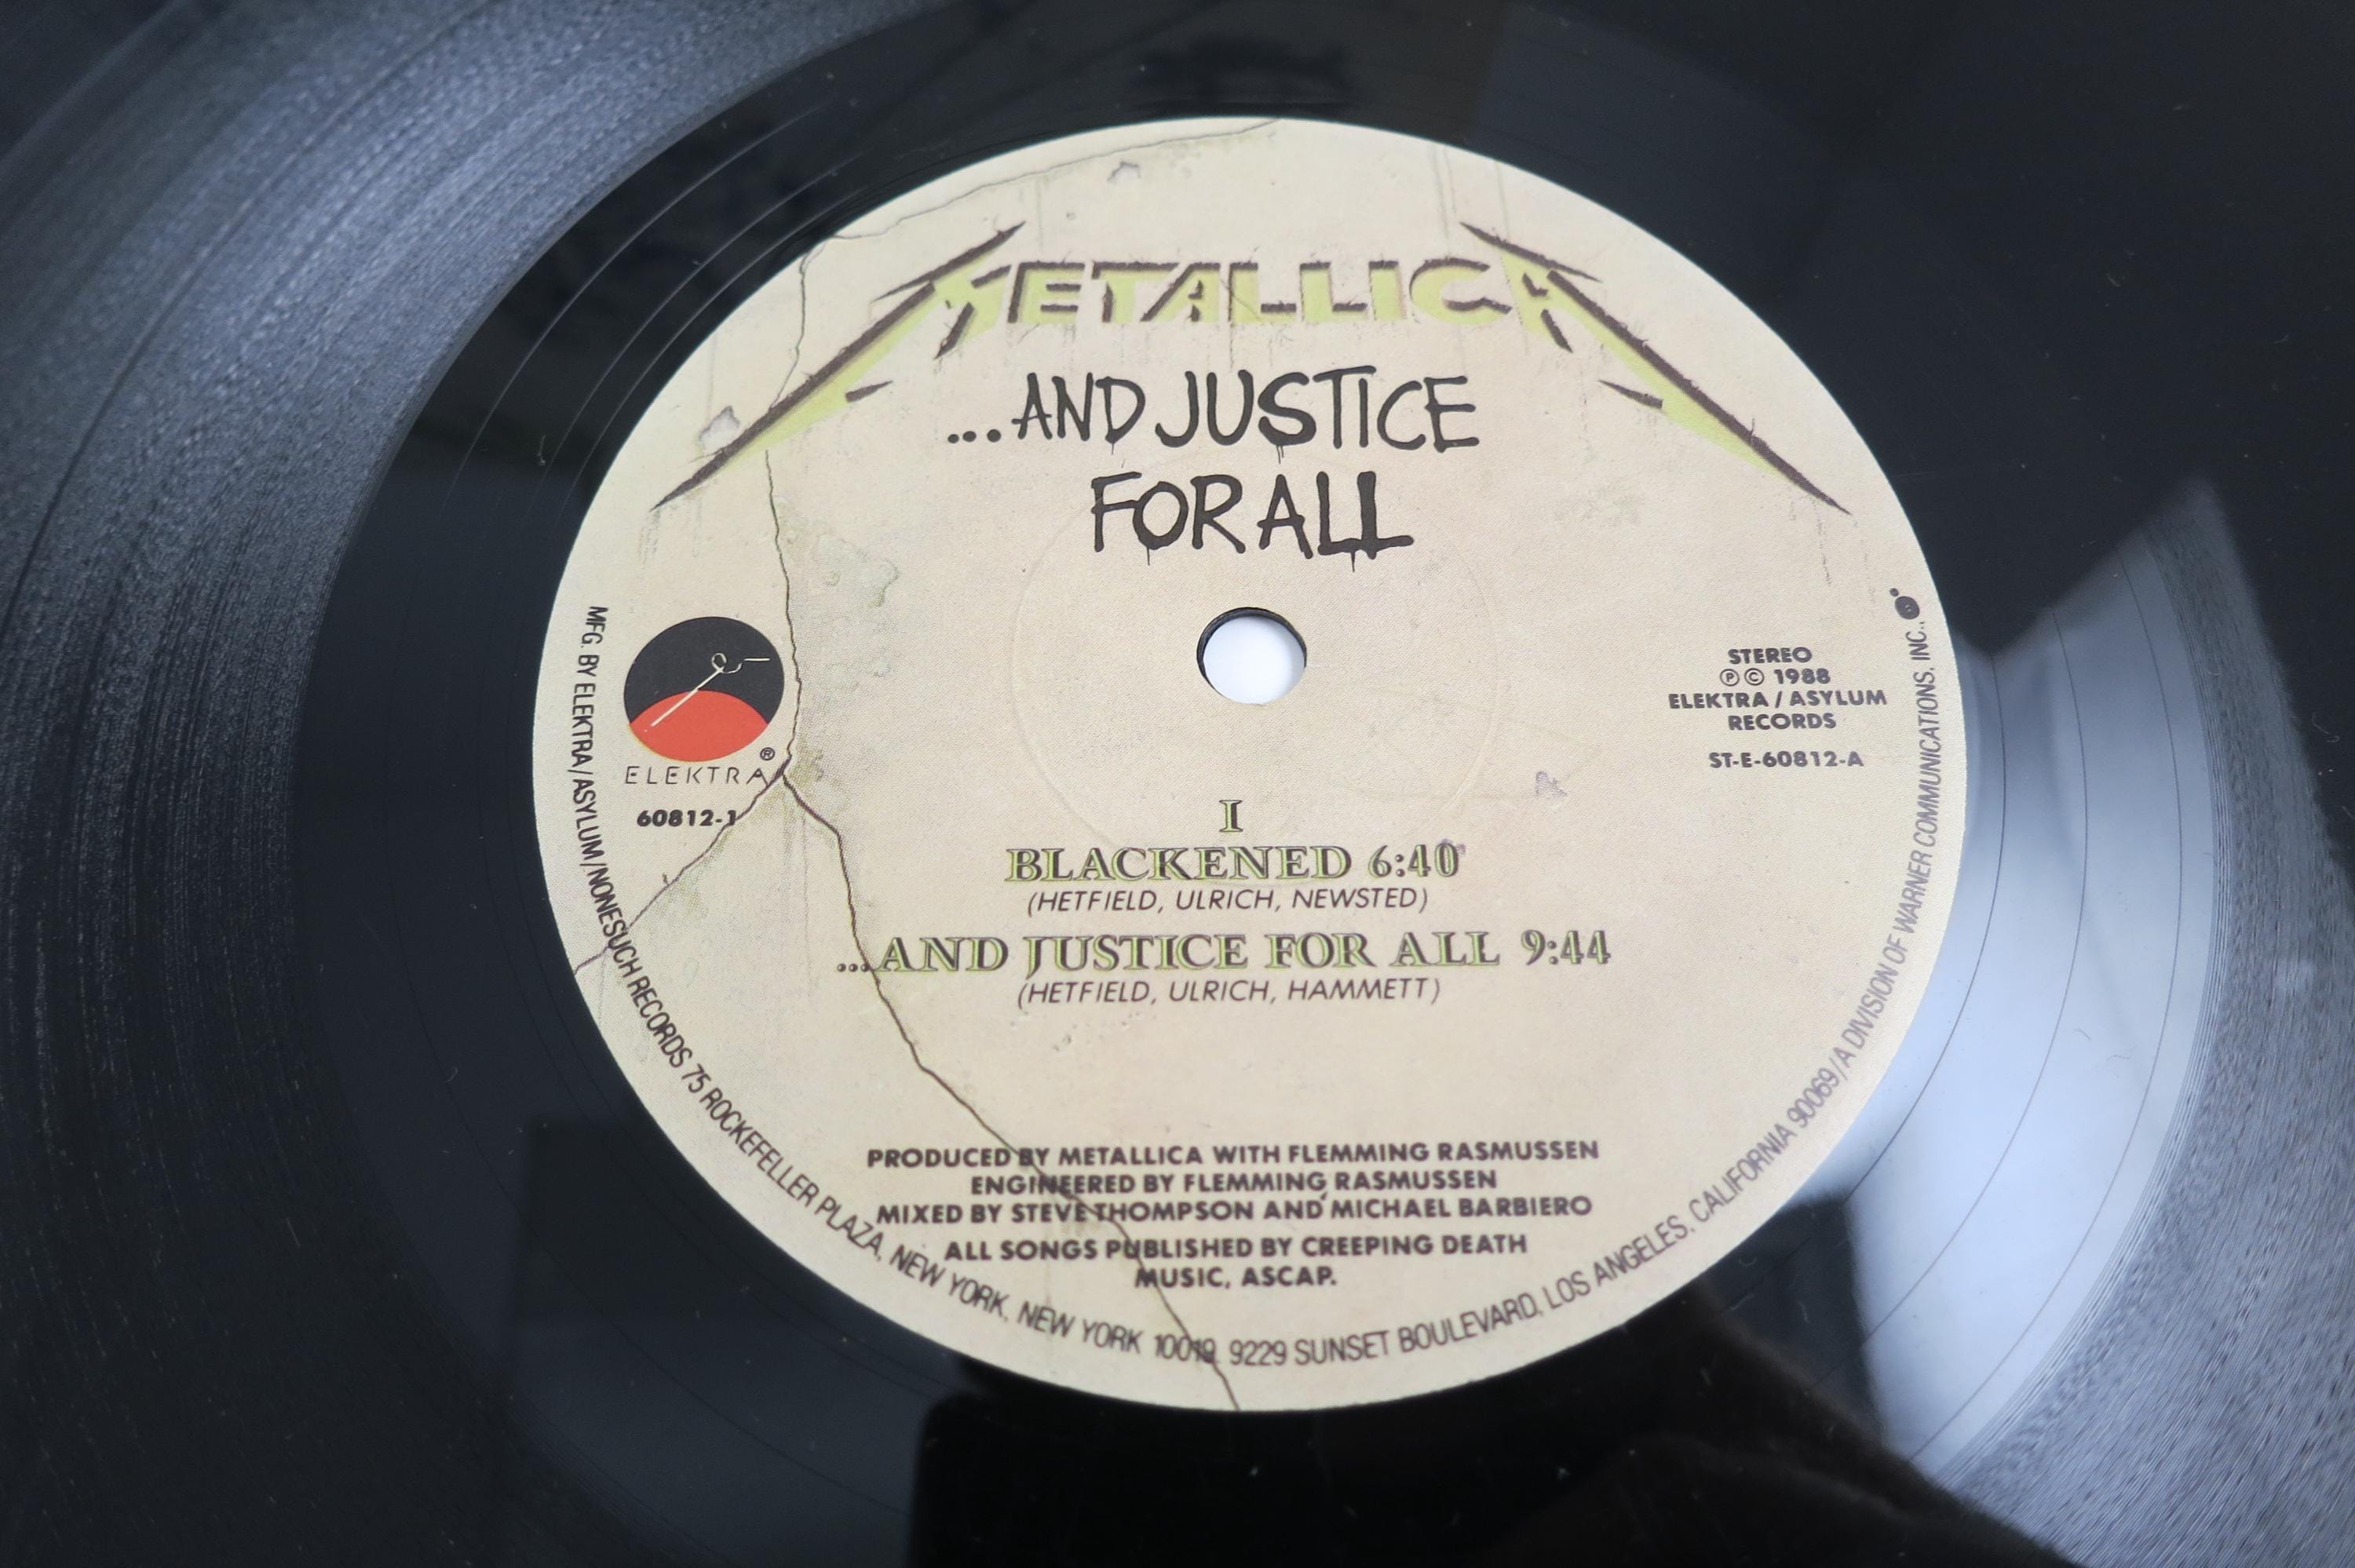 METALLICA
...AND JUSTICE
FOR ALL
ELEKTRA®
60812-1
STEREO
Ⓟ © 1988
ELEKTRA / ASYLUM
RECORDS
ST-E-60812-A
I
BLACKENED 6:40
(HETFIELD, ULRICH, NEWSTED)
...AND JUSTICE FOR ALL 9:44
(HETFIELD, ULRICH, HAMMETT)
PRODUCED BY METALLICA WITH FLEMMING RASMUSSEN
ENGINEERED BY FLEMMING RASMUSSEN
MIXED BY STEVE THOMPSON AND MICHAEL BARBIERO
ALL SONGS PUBLISHED BY CREEPING DEATH
MUSIC, ASCAP.
MFG. BY ELEKTRA/ASYLUM/NONESUCH RECORDS 75 ROCKEFELLER PLAZA, NEW YORK, NEW YORK 10019. 9229 SUNSET BOULEVARD, LOS ANGELES, CALIFORNIA 90069/A DIVISION OF WARNER COMMUNICATIONS, INC.,